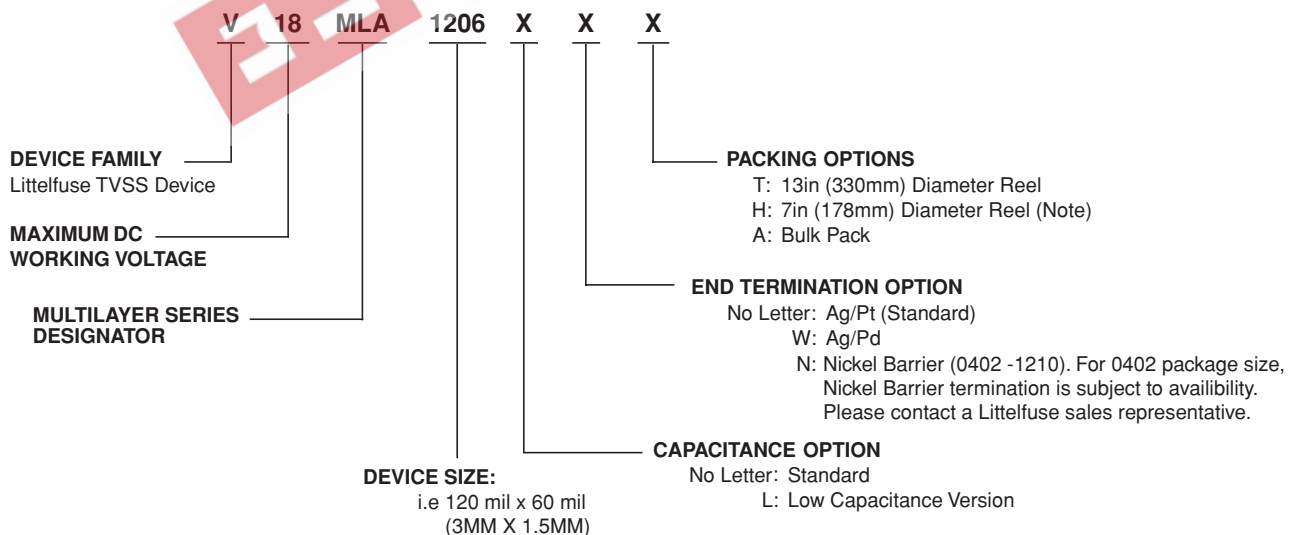 V 18 MLA 1206 X X X
DEVICE FAMILY
Littelfuse TVSS Device
MAXIMUM DC
WORKING VOLTAGE
MULTILAYER SERIES
DESIGNATOR
DEVICE SIZE:
i.e 120 mil x 60 mil
(3MM X 1.5MM)
PACKING OPTIONS
T: 13in (330mm) Diameter Reel
H: 7in (178mm) Diameter Reel (Note)
A: Bulk Pack
END TERMINATION OPTION
No Letter: Ag/Pt (Standard)
W: Ag/Pd
N: Nickel Barrier (0402 -1210). For 0402 package size,
Nickel Barrier termination is subject to availibility.
Please contact a Littelfuse sales representative.
CAPACITANCE OPTION
No Letter: Standard
L: Low Capacitance Version